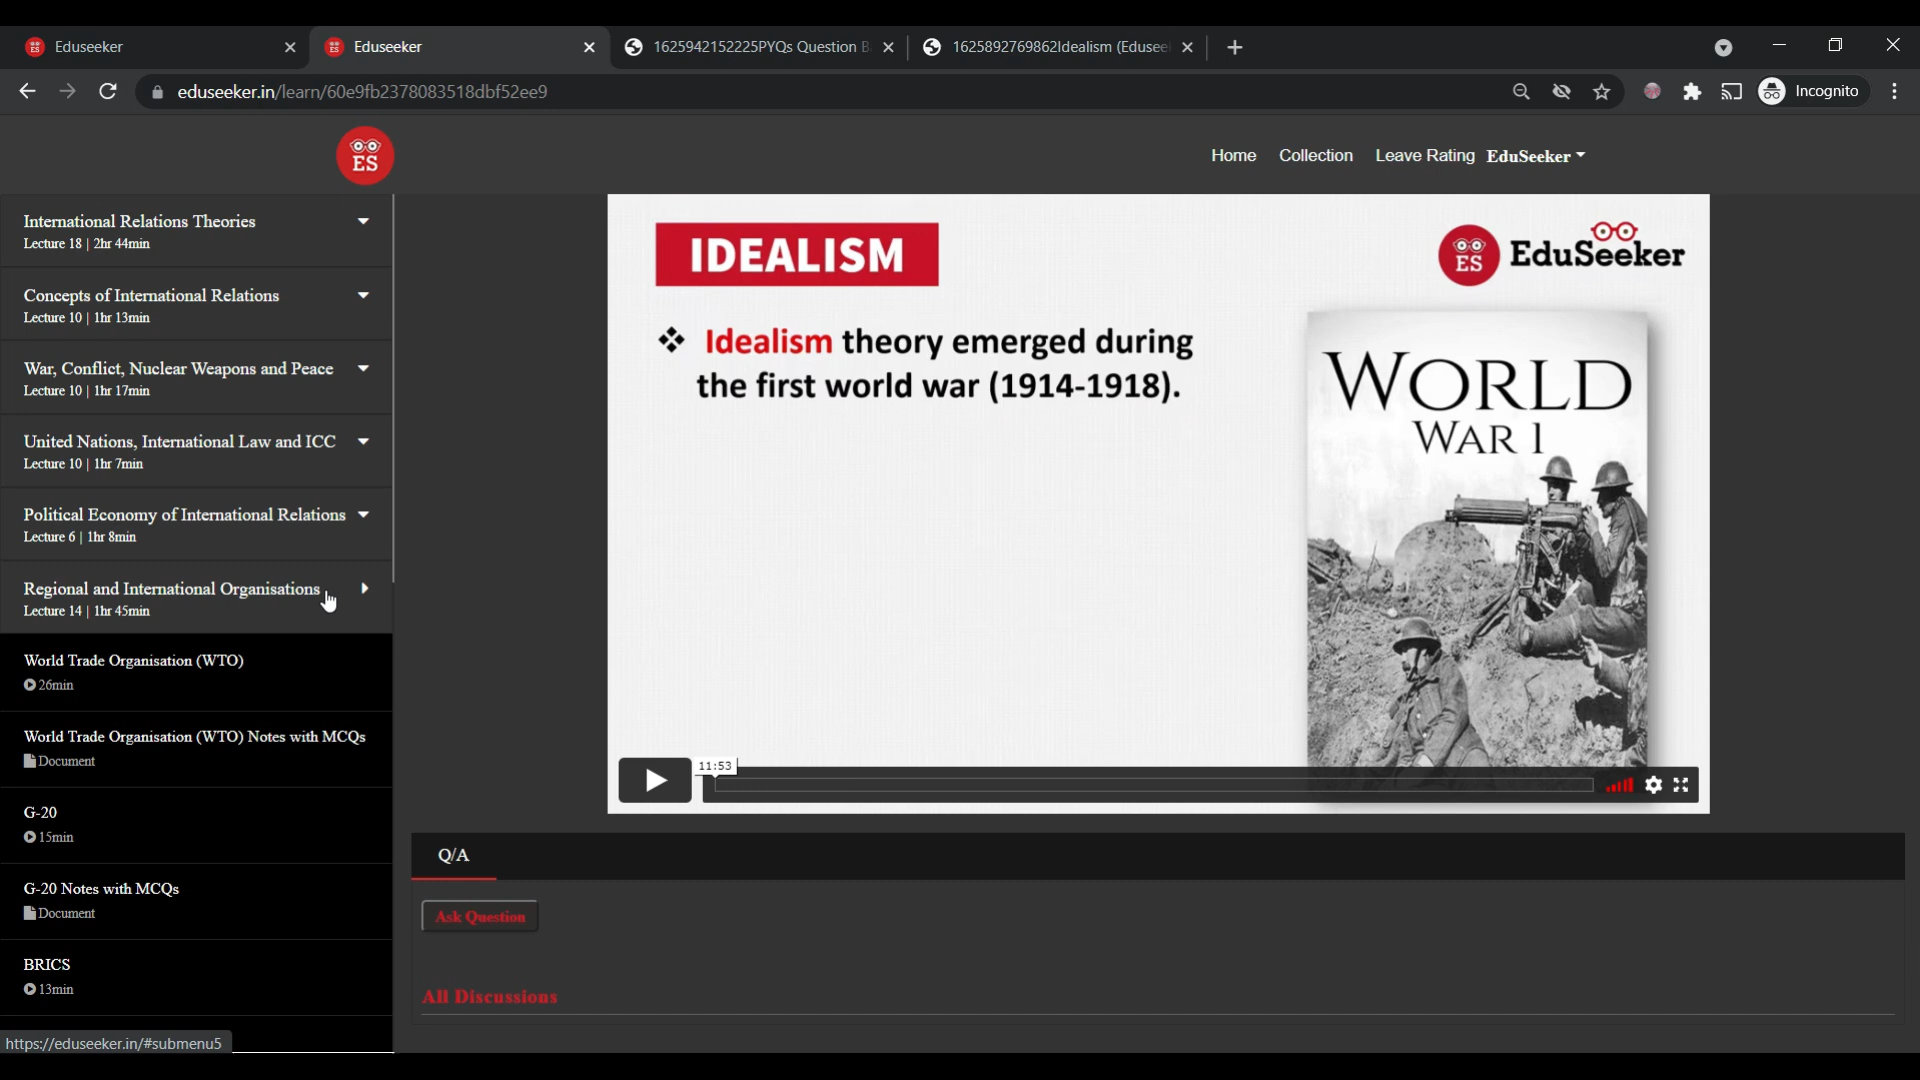 Eduseeker
Eduseeker
1625942152225PYQs Question B
1625892769862Idealism (Edusee
eduseeker.in/learn/60e9fb2378083518dbf52ee9
Incognito
ES
Home Collection Leave Rating EduSeeker
International Relations Theories
Lecture 18 | 2hr 44min
Concepts of International Relations
Lecture 10 | 1hr 13min
War, Conflict, Nuclear Weapons and Peace
Lecture 10 | 1hr 17min
United Nations, International Law and ICC
Lecture 10 | 1hr 7min
Political Economy of International Relations
Lecture 6 | 1hr 8min
Regional and International Organisations
Lecture 14 | 1hr 45min
World Trade Organisation (WTO)
26min
World Trade Organisation (WTO) Notes with MCQs
Document
G-20
15min
G-20 Notes with MCQs
Document
BRICS
13min
https://eduseeker.in/#submenu5
IDEALISM
ES EduSeeker
Idealism theory emerged during
the first world war (1914-1918).
WORLD
WAR I
11:53
Q/A
Ask Question
All Discussions